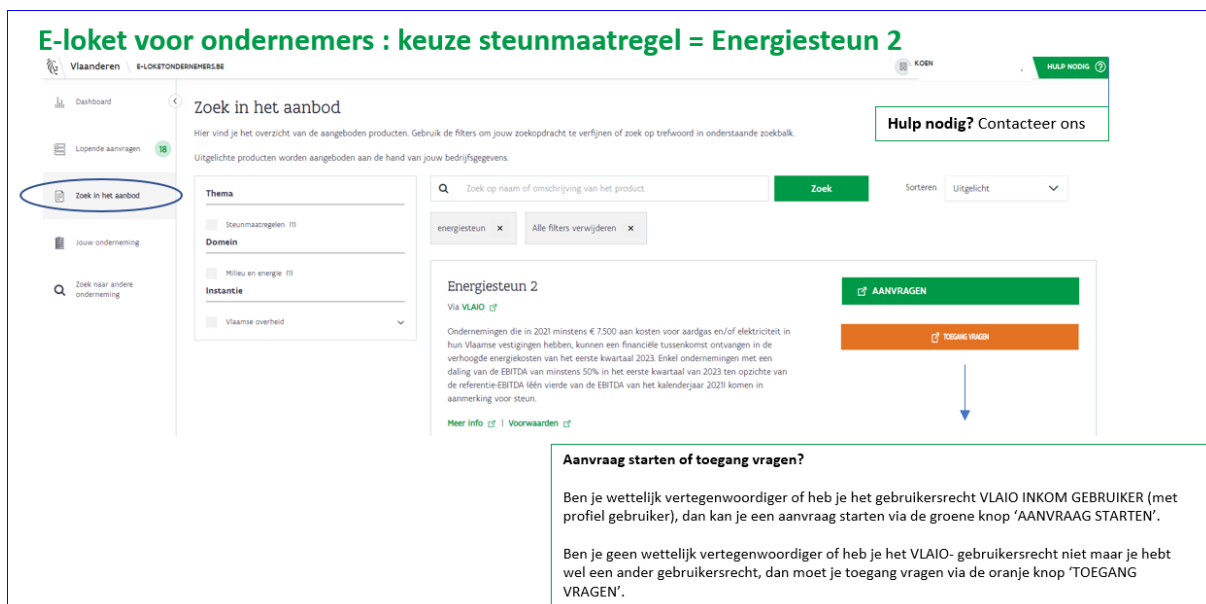 E-loket voor ondernemers : keuze steunmaatregel = Energiesteun 2
Vlaanderen E-LOKETONDERNEMERS.BE
KOEN
HULP NODIG
Dashboard
Lopende aanvragen 18
Zoek in het aanbod
Jouw onderneming
Zoek naar andere
onderneming
Zoek in het aanbod
Hier vind je het overzicht van de aangeboden producten. Gebruik de filters om jouw zoekopdracht te verfijnen of zoek op trefwoord in onderstaande zoekbalk.
Uitgelichte producten worden aangeboden aan de hand van jouw bedrijfsgegevens.
Hulp nodig? Contacteer ons
Thema
Steunmaatregelen (1)
Domein
Milieu en energie (1)
Instantie
Vlaamse overheid
Zoek op naam of omschrijving van het product
Zoek
Sorteren Uitgelicht
energiesteun × Alle filters verwijderen ×
Energiesteun 2
Via VLAIO
Ondernemingen die in 2021 minstens € 7.500 aan kosten voor aardgas en/of elektriciteit in
hun Vlaamse vestigingen hebben, kunnen een financiële tussenkomst ontvangen in de
verhoogde energiekosten van het eerste kwartaal 2023. Enkel ondernemingen met een
daling van de EBITDA van minstens 50% in het eerste kwartaal van 2023 ten opzichte van
de referentie-EBITDA (één vierde van de EBITDA van het kalenderjaar 2021) komen in
aanmerking voor steun.
Meer info | Voorwaarden
AANVRAGEN
TOEGANG VRAGEN
Aanvraag starten of toegang vragen?
Ben je wettelijk vertegenwoordiger of heb je het gebruikersrecht VLAIO INKOM GEBRUIKER (met
profiel gebruiker), dan kan je een aanvraag starten via de groene knop ‘AANVRAAG STARTEN’.
Ben je geen wettelijk vertegenwoordiger of heb je het VLAIO- gebruikersrecht niet maar je hebt
wel een ander gebruikersrecht, dan moet je toegang vragen via de oranje knop ‘TOEGANG
VRAGEN’.